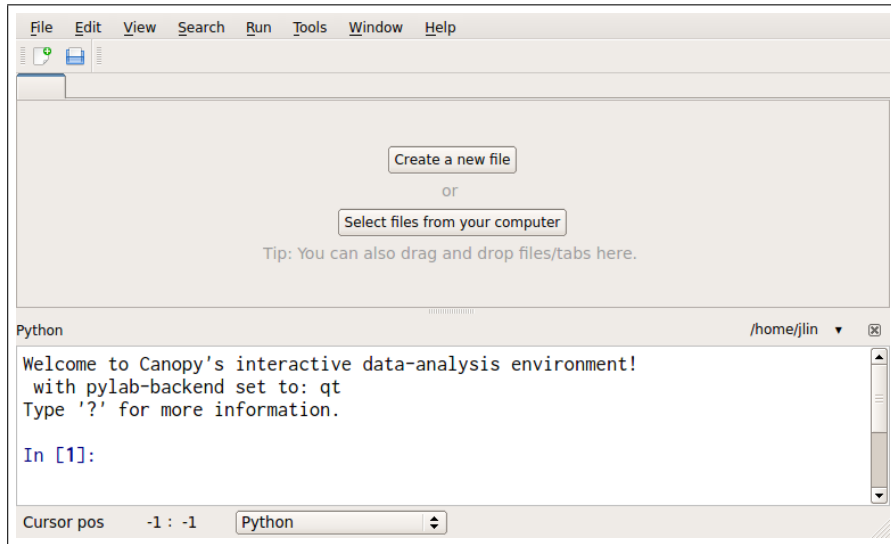 File Edit View Search Run Tools Window Help
Create a new file
or
Select files from your computer
Tip: You can also drag and drop files/tabs here.
Python /home/jlin
Welcome to Canopy's interactive data-analysis environment!
with pylab-backend set to: qt
Type '?' for more information.
In [1]:
Cursor pos -1 : -1 Python